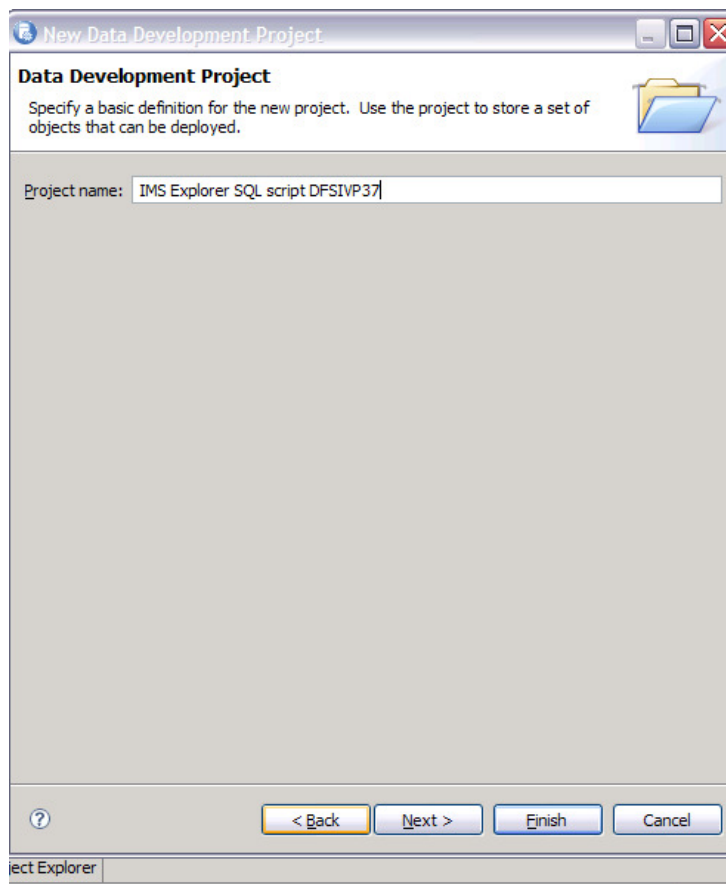 New Data Development Project
Data Development Project
Specify a basic definition for the new project. Use the project to store a set of
objects that can be deployed.
Project name: IMS Explorer SQL script DFSIVP37
? < Back Next > Finish Cancel
ject Explorer